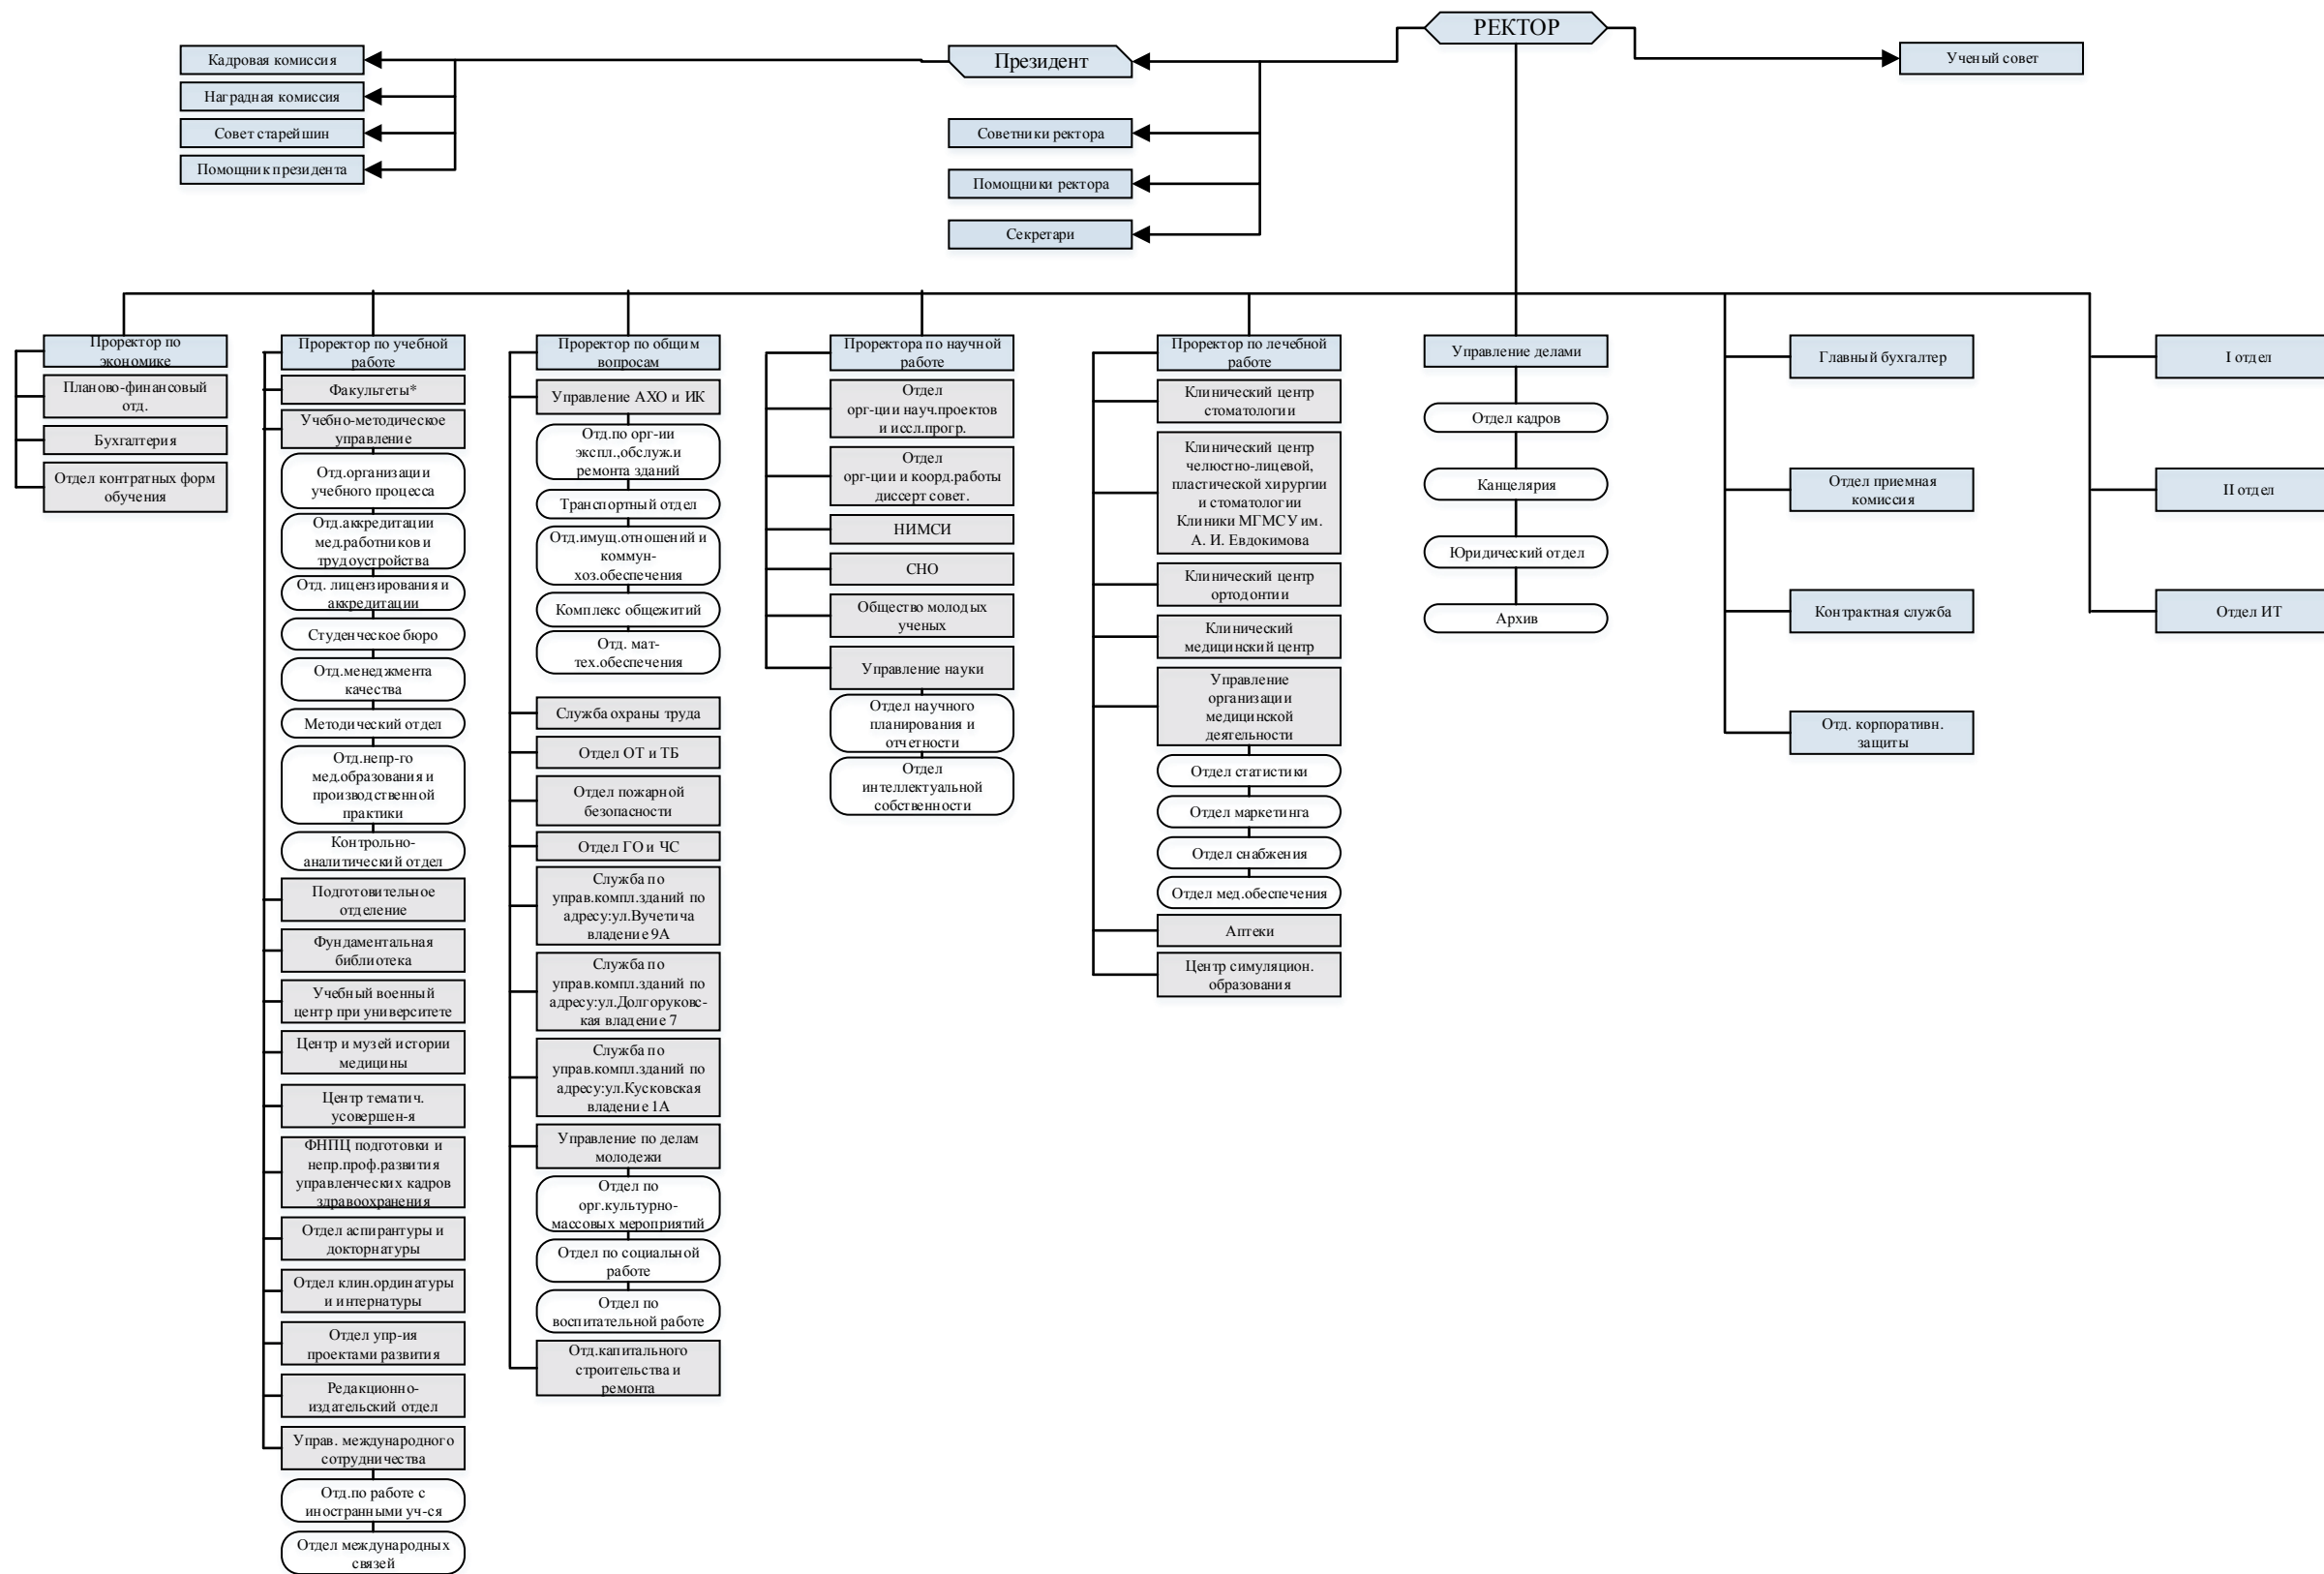 РЕКТОР
Ученый совет
Президент
Кадровая комиссия
Наградная комиссия
Совет старейшин
Помощник президента
Советники ректора
Помощники ректора
Секретари
Проректор по
экономике
Планово-финансовый
отд.
Бухгалтерия
Отдел контратных форм
обучения
Проректор по учебной
работе
Факультеты*
Учебно-методическое
управление
Отд.организации
учебного процесса
Отд.аккредитации
мед.работников и
трудоустройства
Отд. лицензирования и
аккредитации
Студенческое бюро
Отд.менеджмента
качества
Методический отдел
Отд.непр-го
мед.образования и
производственной
практики
Контрольно-
аналитический отдел
Подготовительное
отделение
Фундаментальная
библиотека
Учебный военный
центр при университете
Центр и музей истории
медицины
Центр тематич.
усовершен-я
ФНПЦ подготовки и
непр.проф.развития
управленческих кадров
здравоохранения
Отдел аспирантуры и
докторнатуры
Отдел клин.ординатуры
и интернатуры
Отдел упр-ия
проектами развития
Редакционно-
издательский отдел
Управ. международного
сотрудничества
Отд.по работе с
иностранными уч-ся
Отдел международных
связей
Проректор по общим
вопросам
Управление АХО и ИК
Отд.по орг-ии
экспл.,обслуж.и
ремонта зданий
Транспортный отдел
Отд.имущ.отношений и
коммун-
хоз.обеспечения
Комплекс общежитий
Отд. мат-
тех.обеспечения
Служба охраны труда
Отдел ОТ и ТБ
Отдел пожарной
безопасности
Отдел ГО и ЧС
Служба по
управ.компл.зданий по
адресу:ул.Вучетича
владение 9А
Служба по
управ.компл.зданий по
адресу:ул.Долгоруковс-
кая владение 7
Служба по
управ.компл.зданий по
адресу:ул.Кусковская
владение 1А
Управление по делам
молодежи
Отдел по
орг.культурно-
массовых мероприятий
Отдел по социальной
работе
Отдел по
воспитательной работе
Отд.капитального
строительства и
ремонта
Проректора по научной
работе
Отдел
орг-ции науч.проектов
и иссл.прогр.
Отдел
орг-ции и коорд.работы
диссерт совет.
НИМСИ
СНО
Общество молодых
ученых
Управление науки
Отдел научного
планирования и
отчетности
Отдел
интеллектуальной
собственности
Проректор по лечебной
работе
Клинический центр
стоматологии
Клинический центр
челюстно-лицевой,
пластической хирургии
и стоматологии
Клиники МГМСУ им.
А. И. Евдокимова
Клинический центр
ортодонтии
Клинический
медицинский центр
Управление
организации
медицинской
деятельности
Отдел статистики
Отдел маркетинга
Отдел снабжения
Отдел мед.обеспечения
Аптеки
Центр симуляцион.
образования
Управление делами
Отдел кадров
Канцелярия
Юридический отдел
Архив
Главный бухгалтер
Отдел приемная
комиссия
Контрактная служба
Отд. корпоративн.
защиты
I отдел
II отдел
Отдел ИТ